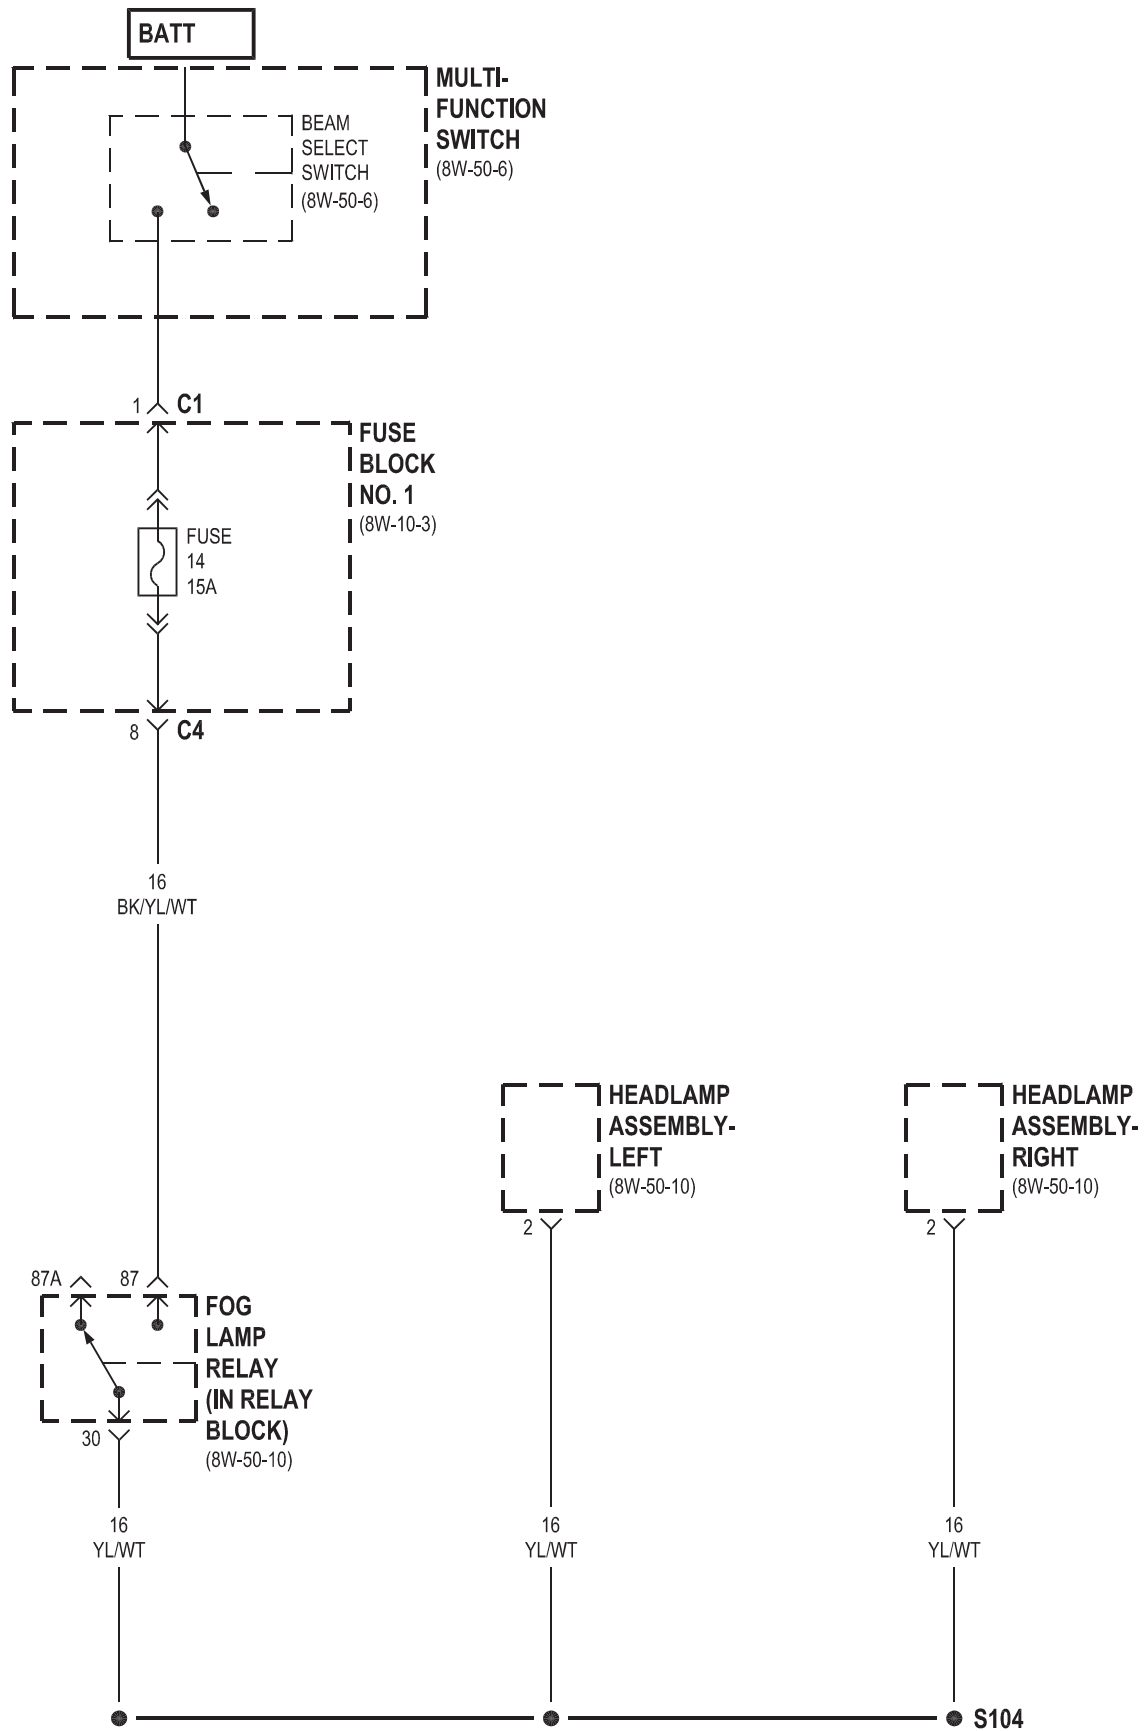 BATT
MULTI-
FUNCTION
SWITCH
(8W-50-6)
BEAM
SELECT
SWITCH
(8W-50-6)
1
C1
FUSE
BLOCK
NO. 1
(8W-10-3)
FUSE
14
15A
8
C4
16
BK/YL/WT
HEADLAMP
ASSEMBLY-
LEFT
(8W-50-10)
2
HEADLAMP
ASSEMBLY-
RIGHT
(8W-50-10)
2
87A
87
FOG
LAMP
RELAY
(IN RELAY
BLOCK)
(8W-50-10)
30
16
YL/WT
16
YL/WT
16
YL/WT
S104